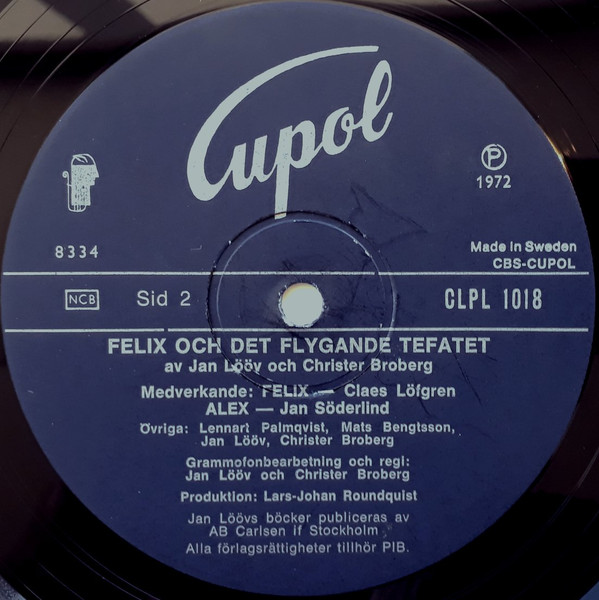 Cupol
P
1972
8334
Made in Sweden
CBS-CUPOL
NCB
Sid 2
CLPL 1018
FELIX OCH DET FLYGANDE TEFATET
av Jan Lööv och Christer Broberg
Medverkande: FELIX — Claes Löfgren
ALEX — Jan Söderlind
Övriga: Lennart Palmqvist, Mats Bengtsson,
Jan Lööv, Christer Broberg
Grammofonbearbetning och regi:
Jan Lööv och Christer Broberg
Produktion: Lars-Johan Roundquist
Jan Löövs böcker publiceras av
AB Carlsen if Stockholm
Alla förlagsrättigheter tillhör PIB.